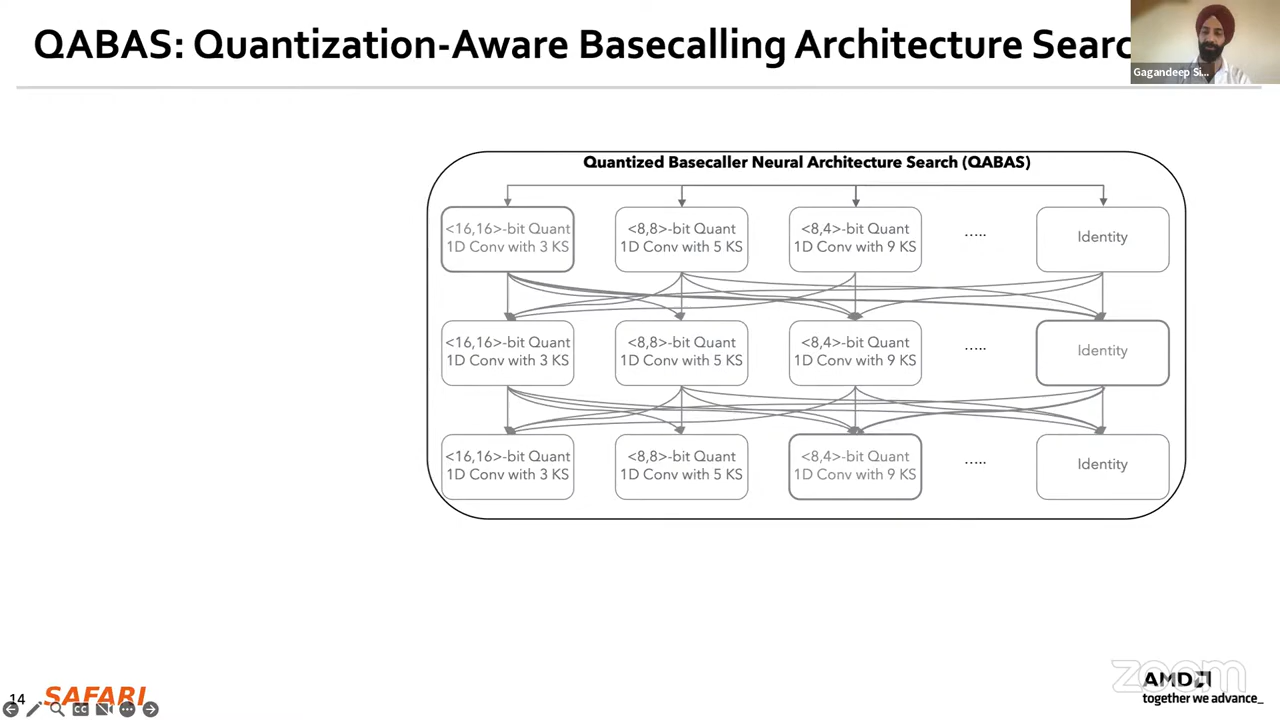 QABAS: Quantization-Aware Basecalling Architecture Searc
Gagandeep Si...
Quantized Basecaller Neural Architecture Search (QABAS)
<16,16>-bit Quant
1D Conv with 3 KS
<8,8>-bit Quant
1D Conv with 5 KS
<8,4>-bit Quant
1D Conv with 9 KS
.....
Identity
<16,16>-bit Quant
1D Conv with 3 KS
<8,8>-bit Quant
1D Conv with 5 KS
<8,4>-bit Quant
1D Conv with 9 KS
.....
Identity
<16,16>-bit Quant
1D Conv with 3 KS
<8,8>-bit Quant
1D Conv with 5 KS
<8,4>-bit Quant
1D Conv with 9 KS
.....
Identity
14
SAFARI
CC
zoom
AMD
together we advance_